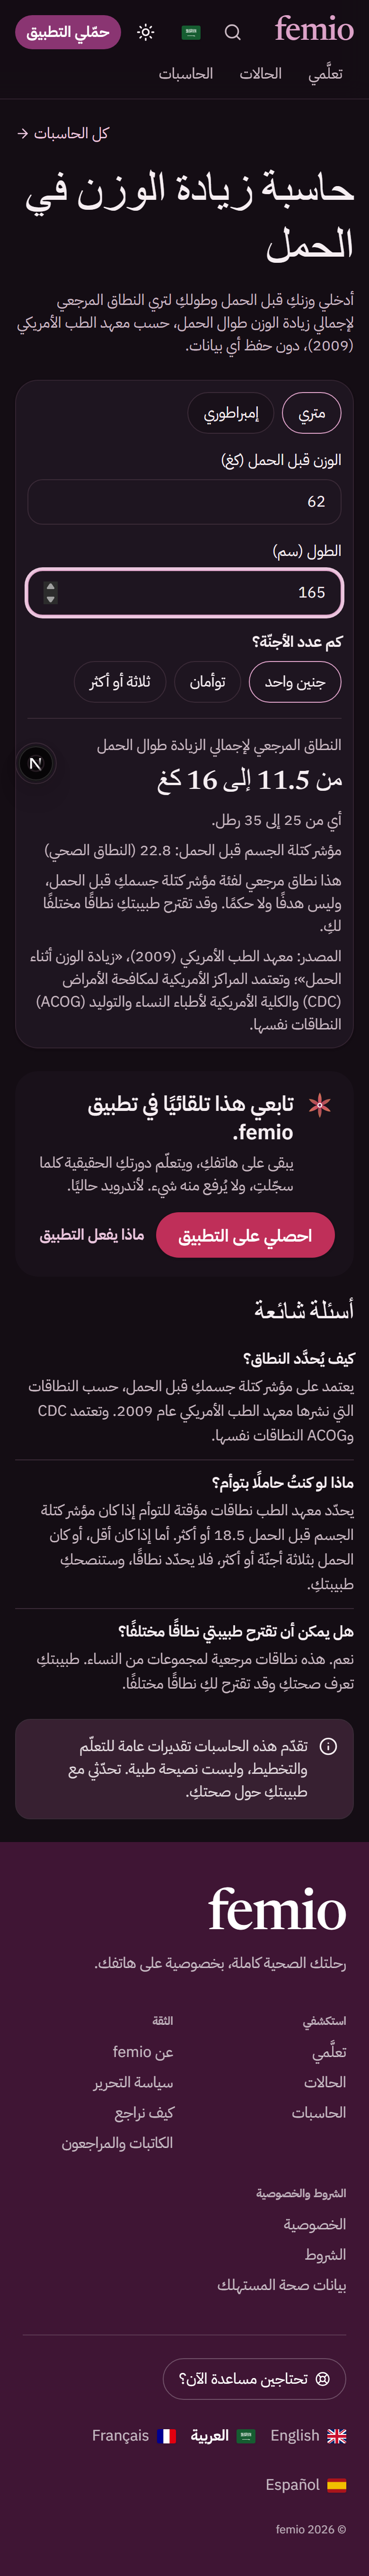 femio
حمّلي التطبيق
تعلَّمي
الحالات
الحاسبات
كل الحاسبات
حاسبة زيادة الوزن في
الحمل
أدخلي وزنكِ قبل الحمل وطولكِ لتري النطاق المرجعي
لإجمالي زيادة الوزن طوال الحمل، حسب معهد الطب الأمريكي
(2009)، دون حفظ أي بيانات.
متري
إمبراطوري
الوزن قبل الحمل (كغ)
62
الطول (سم)
165
كم عدد الأجنّة؟
جنين واحد
توأمان
ثلاثة أو أكثر
النطاق المرجعي لإجمالي الزيادة طوال الحمل
من 11.5 إلى 16 كغ
أي من 25 إلى 35 رطل.
مؤشر كتلة الجسم قبل الحمل: 22.8 (النطاق الصحي)
هذا نطاق مرجعي لفئة مؤشر كتلة جسمكِ قبل الحمل،
وليس هدفًا ولا حكمًا. وقد تقترح طبيبتكِ نطاقًا مختلفًا
لكِ.
المصدر: معهد الطب الأمريكي (2009)، «زيادة الوزن أثناء
الحمل»؛ وتعتمد المراكز الأمريكية لمكافحة الأمراض
(CDC) والكلية الأمريكية لأطباء النساء والتوليد (ACOG)
النطاقات نفسها.
N
تابعي هذا تلقائيًا في تطبيق
femio.
يبقى على هاتفكِ، ويتعلّم دورتكِ الحقيقية كلما
سجّلتِ، ولا يُرفع منه شيء. لأندرويد حاليًا.
احصلي على التطبيق
ماذا يفعل التطبيق
أسئلة شائعة
كيف يُحدَّد النطاق؟
يعتمد على مؤشر كتلة جسمكِ قبل الحمل، حسب النطاقات
التي نشرها معهد الطب الأمريكي عام 2009. وتعتمد CDC
وACOG النطاقات نفسها.
ماذا لو كنتُ حاملًا بتوأم؟
يحدّد معهد الطب نطاقات مؤقتة للتوأم إذا كان مؤشر كتلة
الجسم قبل الحمل 18.5 أو أكثر. أما إذا كان أقل، أو كان
الحمل بثلاثة أجنّة أو أكثر، فلا يحدّد نطاقًا، وستنصحكِ
طبيبتكِ.
هل يمكن أن تقترح طبيبتي نطاقًا مختلفًا؟
نعم. هذه نطاقات مرجعية لمجموعات من النساء. طبيبتكِ
تعرف صحتكِ وقد تقترح لكِ نطاقًا مختلفًا.
تقدّم هذه الحاسبات تقديرات عامة للتعلّم
والتخطيط، وليست نصيحة طبية. تحدّثي مع
طبيبتكِ حول صحتكِ.
femio
رحلتك الصحية كاملة، بخصوصية على هاتفك.
استكشفي
تعلَّمي
الحالات
الحاسبات
الثقة
عن femio
سياسة التحرير
كيف نراجع
الكاتبات والمراجعون
الشروط والخصوصية
الخصوصية
الشروط
بيانات صحة المستهلك
تحتاجين مساعدة الآن؟
English
العربية
Français
Español
© 2026 femio